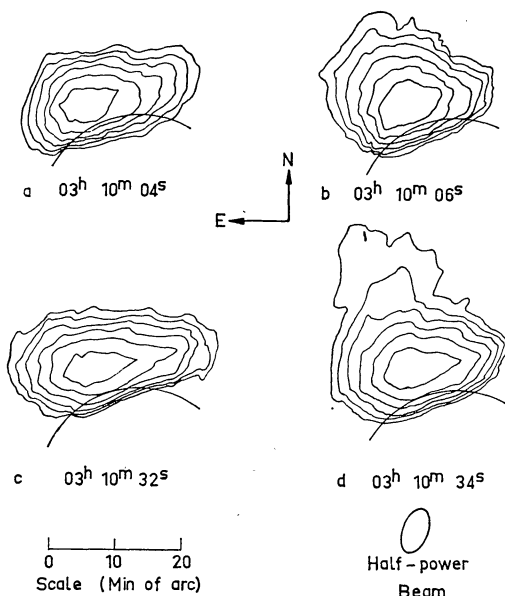 a 03h 10m 04s
b 03h 10m 06s
N
E
c 03h 10m 32s
d 03h 10m 34s
0 10 20
Scale (Min of arc)
Half-power
Beam